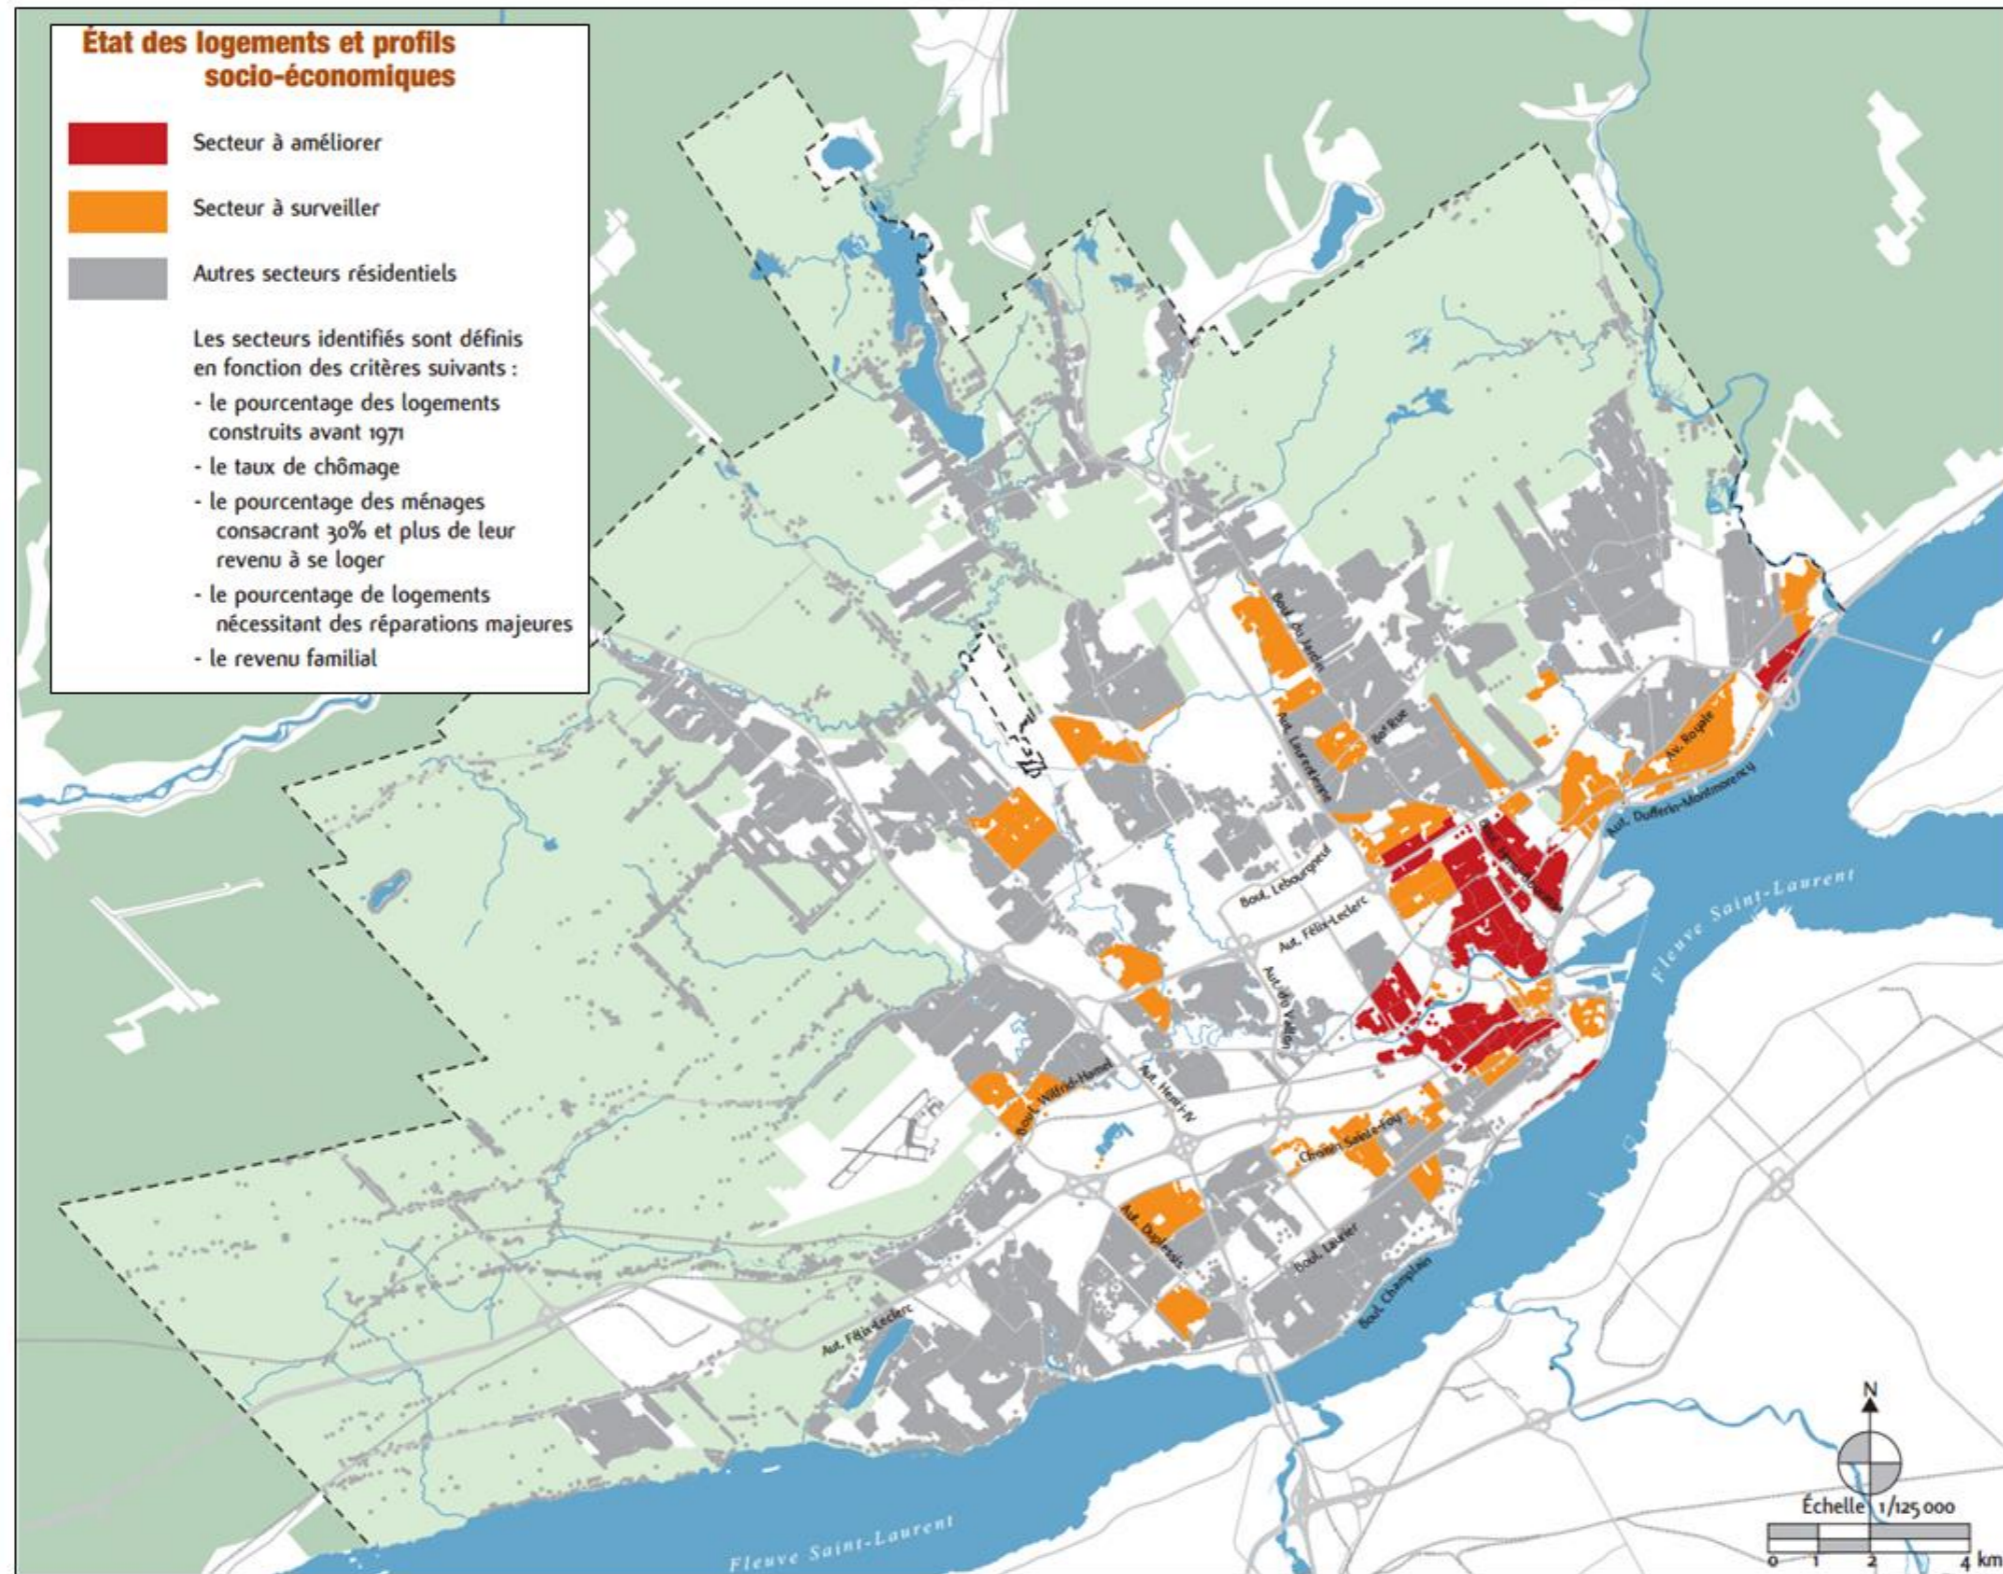 État des logements et profils
socio-économiques
Secteur à améliorer
Secteur à surveiller
Autres secteurs résidentiels
Les secteurs identifiés sont définis
en fonction des critères suivants :
- le pourcentage des logements
construits avant 1971
- le taux de chômage
- le pourcentage des ménages
consacrant 30% et plus de leur
revenu à se loger
- le pourcentage de logements
nécessitant des réparations majeures
- le revenu familial
Boul. du Jardin
Aut. Laurentienne
Av. Royale
Aut. Dufferin-Montmorency
Boul. Lebourgneuf
Aut. Félix-Leclerc
Fleuve Saint-Laurent
Aut. du Vallon
Boul. Wilfrid-Hamel
Aut. Henri-IV
Chemin Sainte-Foy
Aut. Duplessis
Boul. Laurier
Boul. Champlain
Aut. Félix-Leclerc
Fleuve Saint-Laurent
N
Échelle 1/125 000
0 1 2 4 km